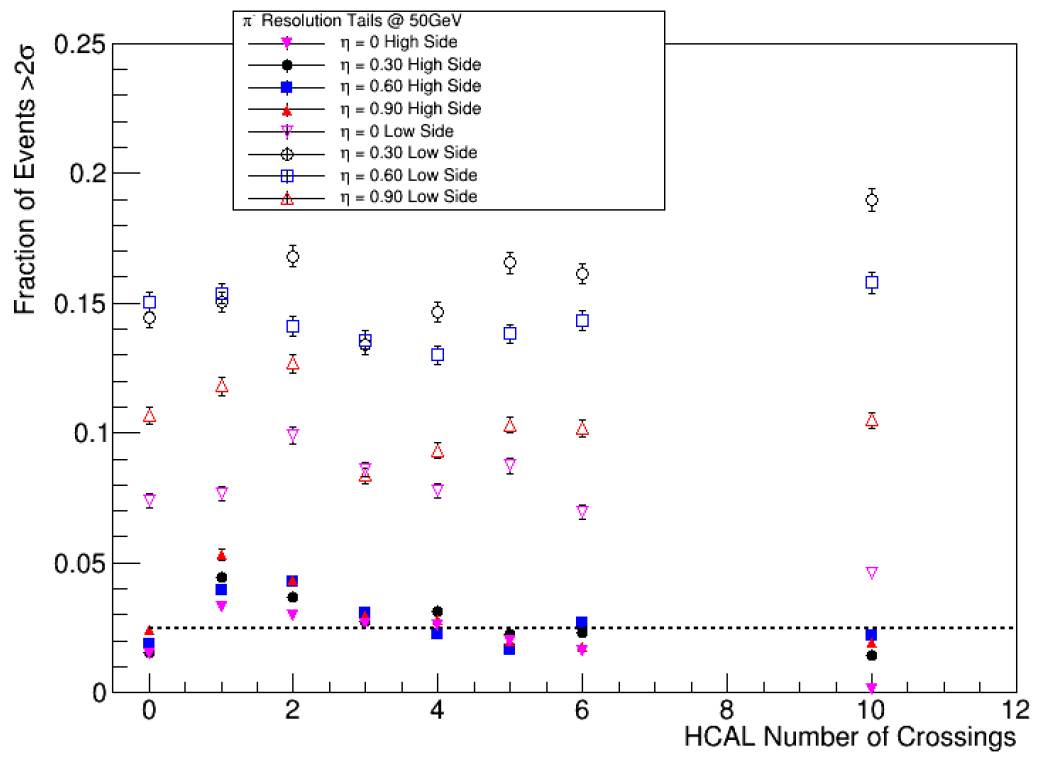 π- Resolution Tails @ 50GeV
η = 0 High Side
η = 0.30 High Side
η = 0.60 High Side
η = 0.90 High Side
η = 0 Low Side
η = 0.30 Low Side
η = 0.60 Low Side
η = 0.90 Low Side
Fraction of Events >2σ
0.25
0.2
0.15
0.1
0.05
0
0 2 4 6 8 10 12
HCAL Number of Crossings